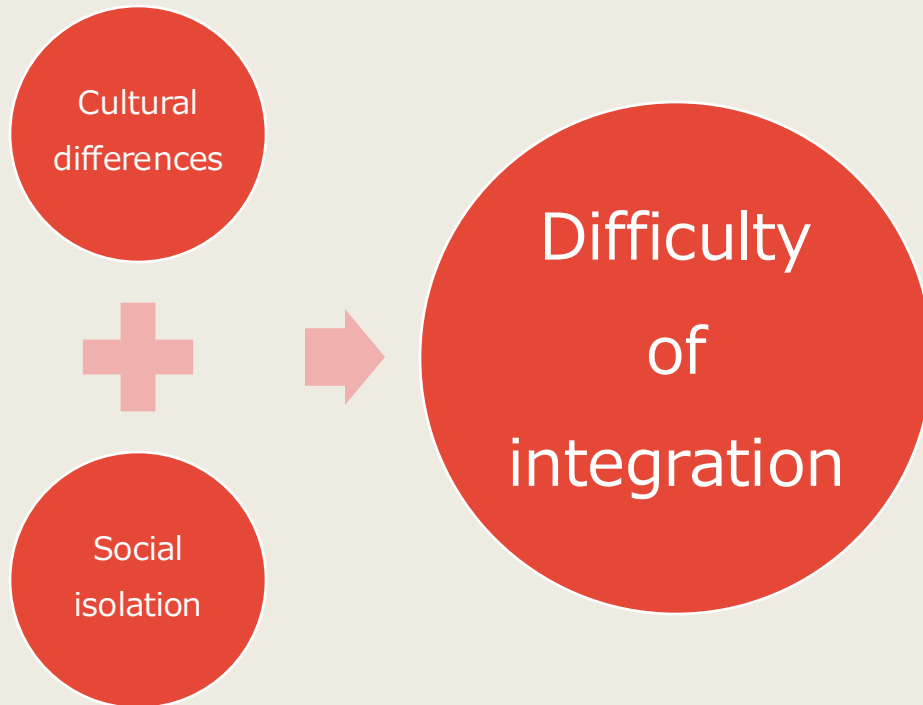 Cultural
differences
Social
isolation
Difficulty
of
integration